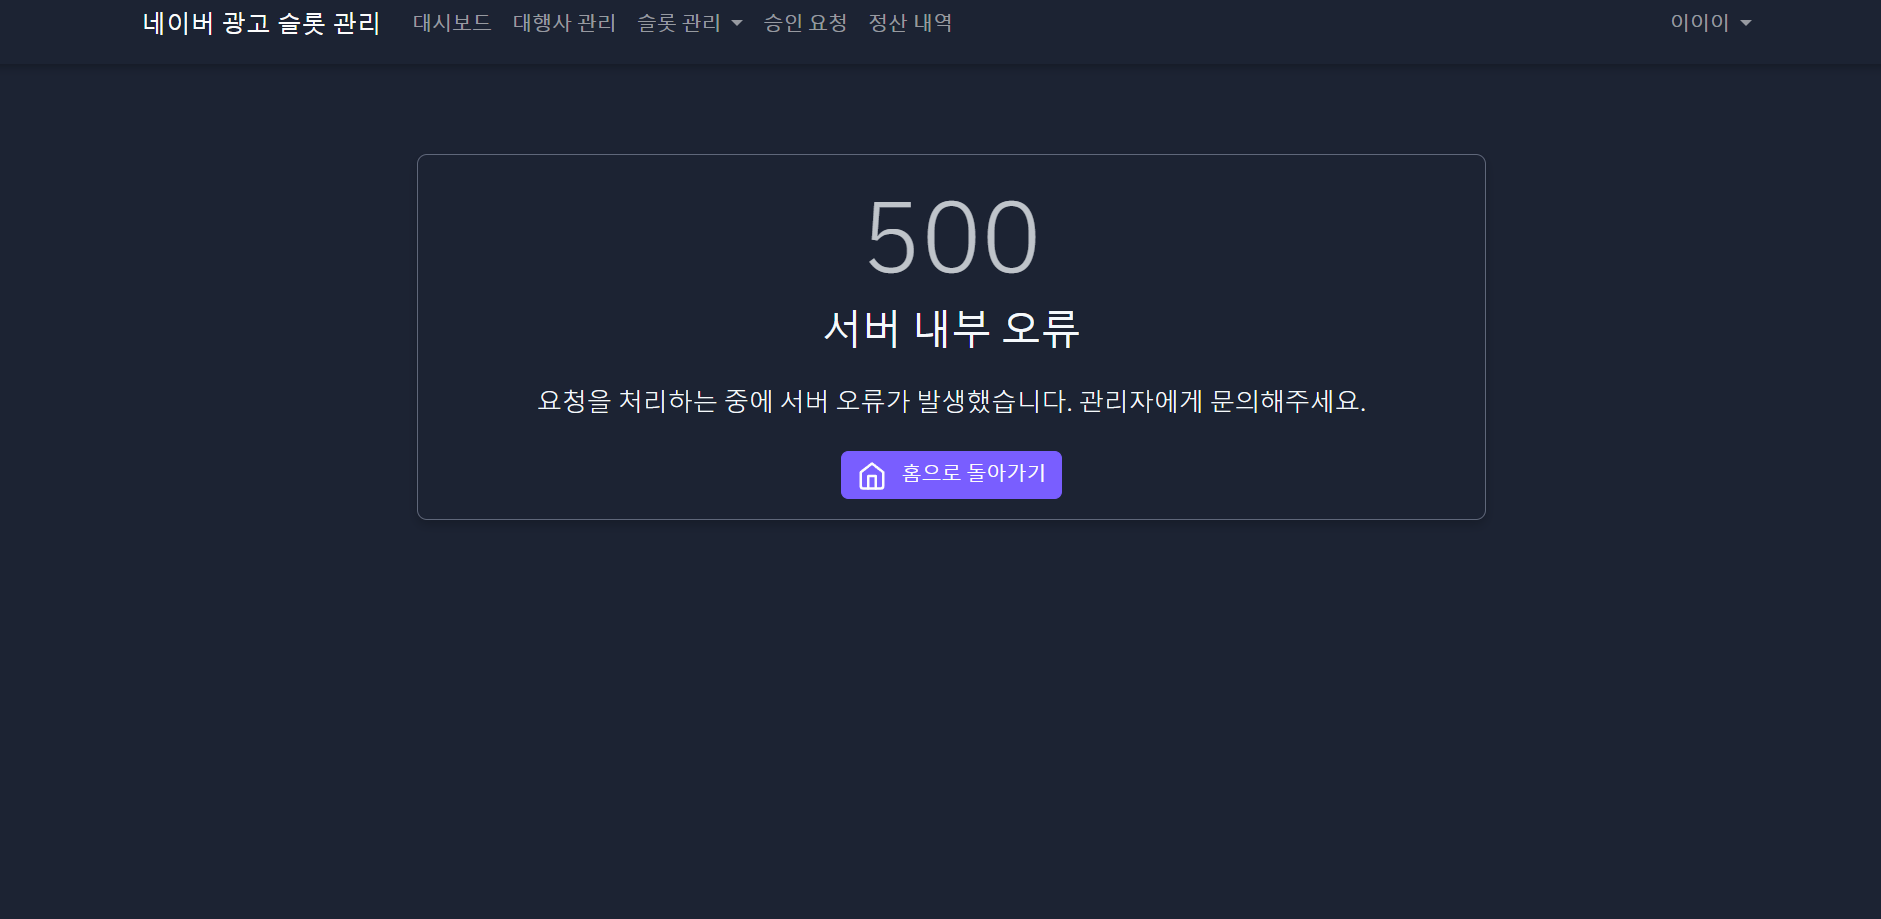 네이버 광고 슬롯 관리 대시보드 대행사 관리 슬롯 관리 승인 요청 정산 내역 이이이
500
서버 내부 오류
요청을 처리하는 중에 서버 오류가 발생했습니다. 관리자에게 문의해주세요.
홈으로 돌아가기